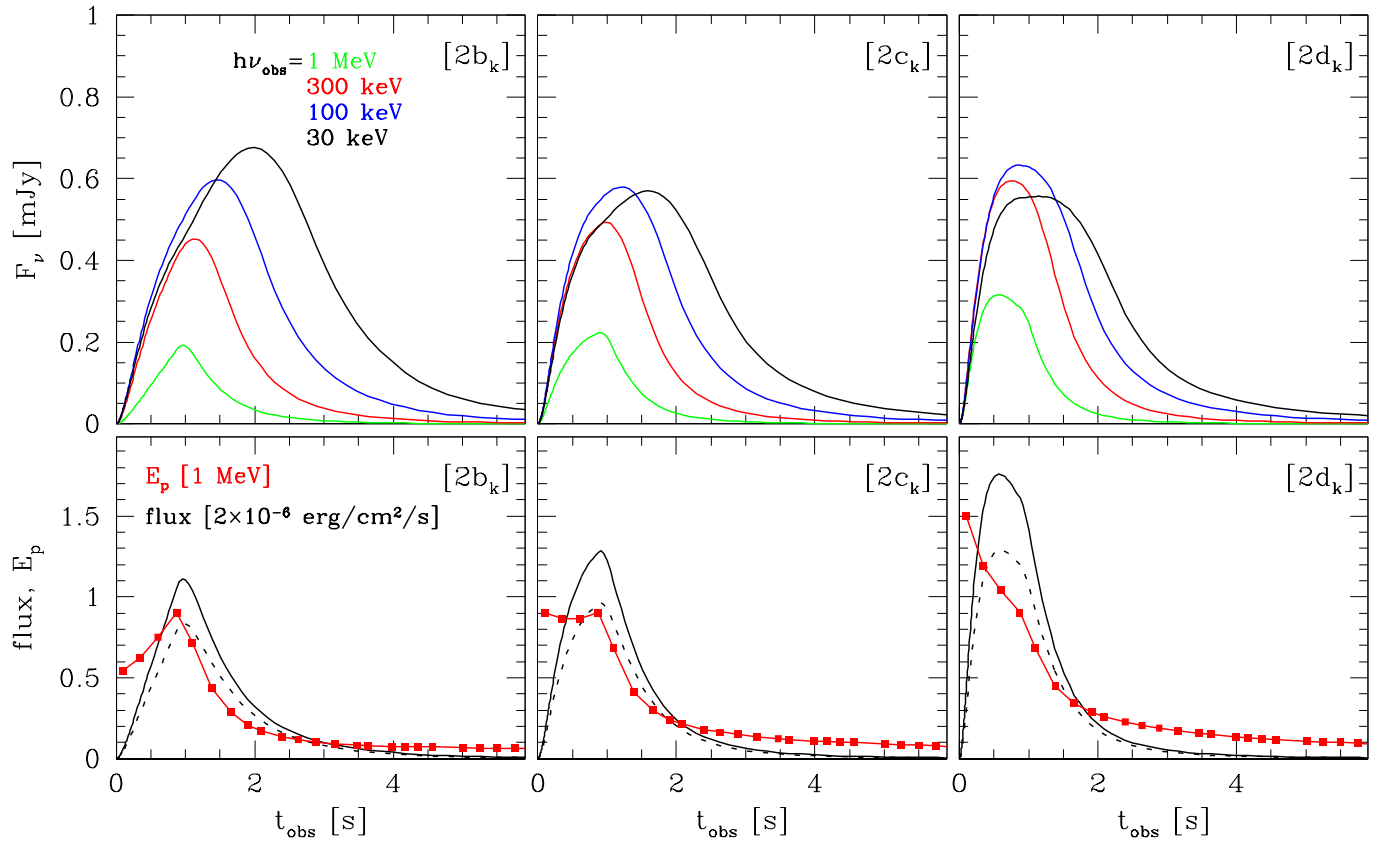 1
0.8
0.6
0.4
0.2
0
F_ν [mJy]
hν_obs= 1 MeV
300 keV
100 keV
30 keV
[2b_k]
[2c_k]
[2d_k]
1.5
1
0.5
0
flux, E_p
E_p [1 MeV]
flux [2×10⁻⁶ erg/cm²/s]
[2b_k]
[2c_k]
[2d_k]
0 2 4
0 2 4
0 2 4
t_obs [s]
t_obs [s]
t_obs [s]